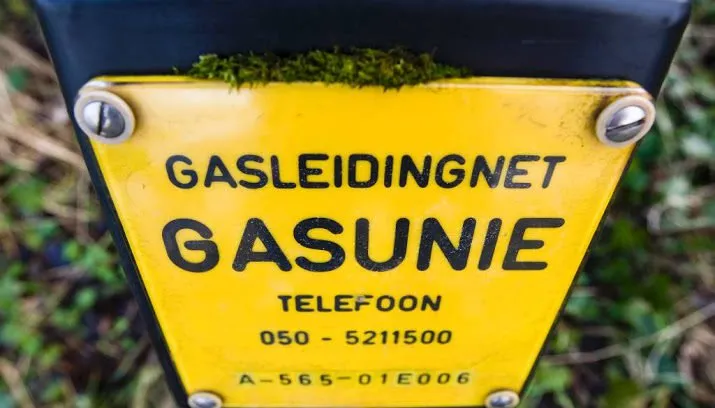 GASLEIDINGNET
GASUNIE
TELEFOON
050 - 5211500
A-565-01E006